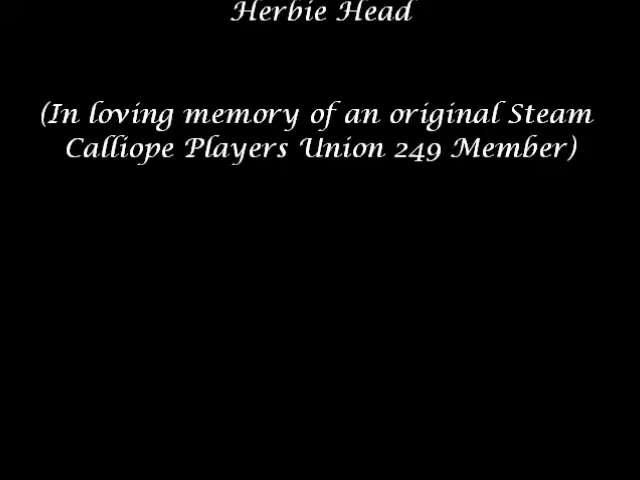 Herbie Head
(In loving memory of an original Steam
Calliope Players Union 249 Member)